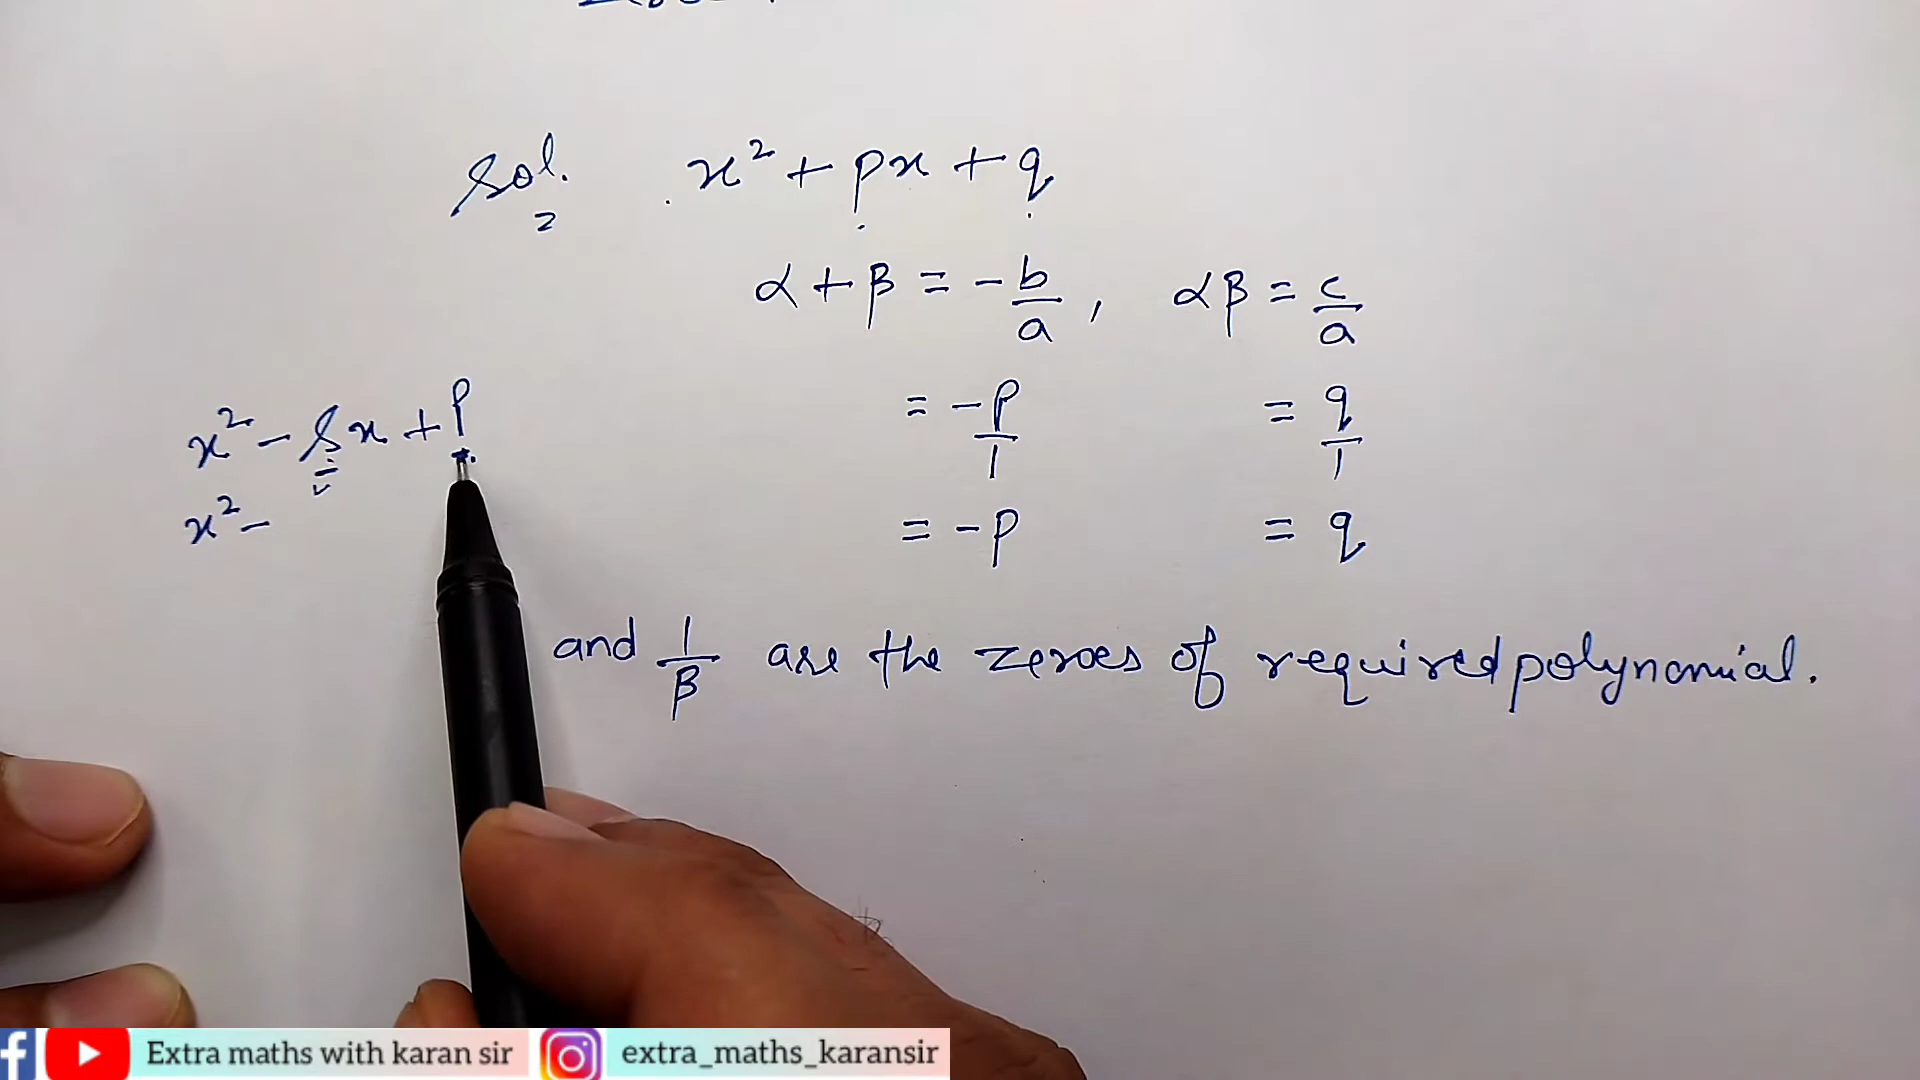 Sol. x² + px + q
α + β = -b/a, αβ = c/a
= -p/1 = q/1
x² - Sx + P
= -p = q
x² -
and 1/β are the zeroes of required polynomial.
Extra maths with karan sir extra_maths_karansir